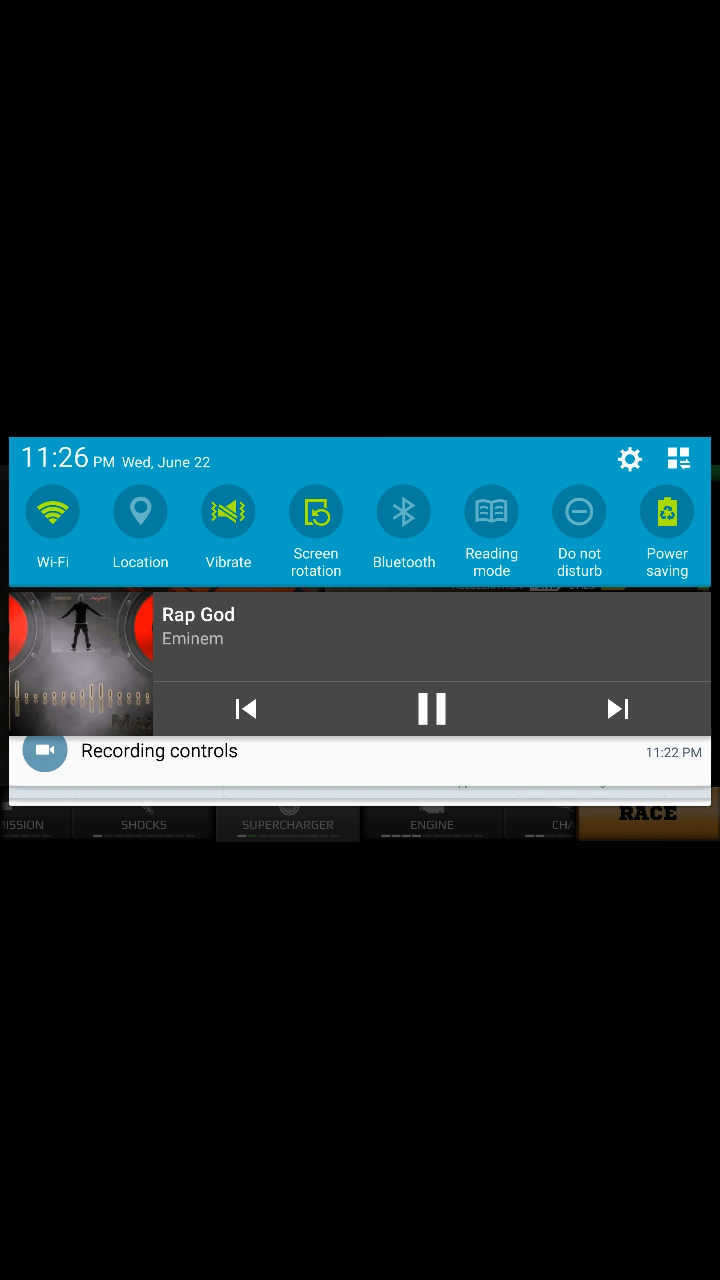 11:26 PM Wed, June 22
Wi-Fi
Location
Vibrate
Screen
rotation
Bluetooth
Reading
mode
Do not
disturb
Power
saving
Rap God
Eminem
Recording controls
11:22 PM
SHOCKS
SUPERCHARGER
ENGINE
RACE